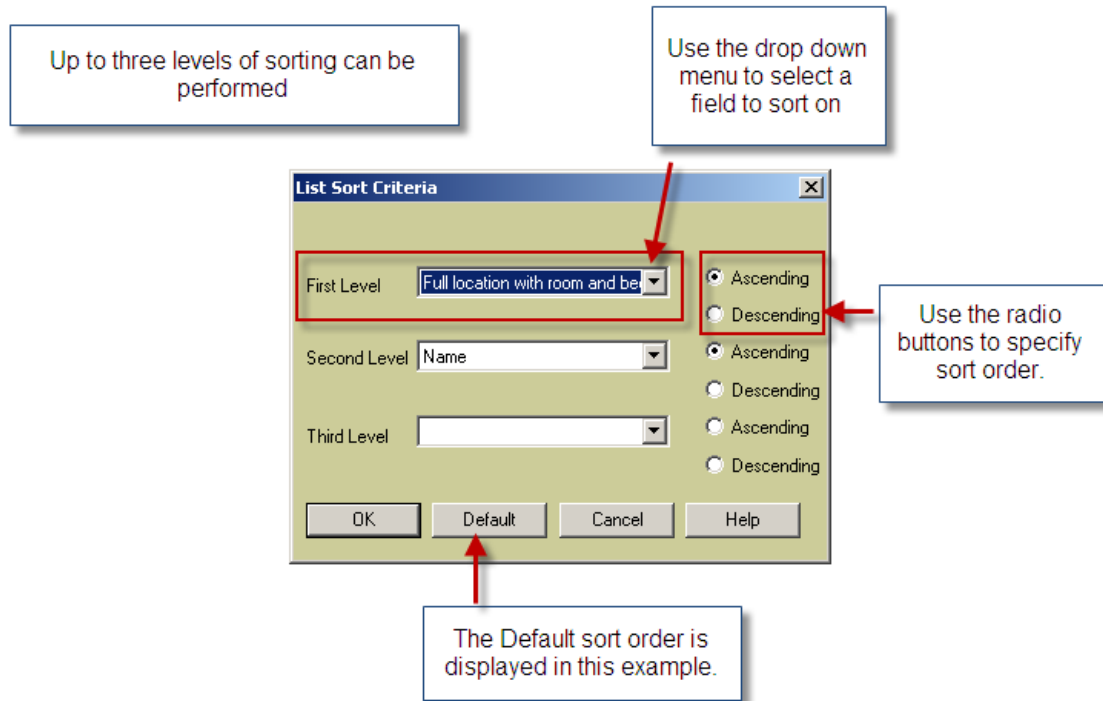 Up to three levels of sorting can be
performed
Use the drop down
menu to select a
field to sort on
List Sort Criteria
First Level
Full location with room and be
Ascending
Descending
Use the radio
buttons to specify
sort order.
Second Level
Name
Ascending
Descending
Third Level
Ascending
Descending
OK
Default
Cancel
Help
The Default sort order is
displayed in this example.